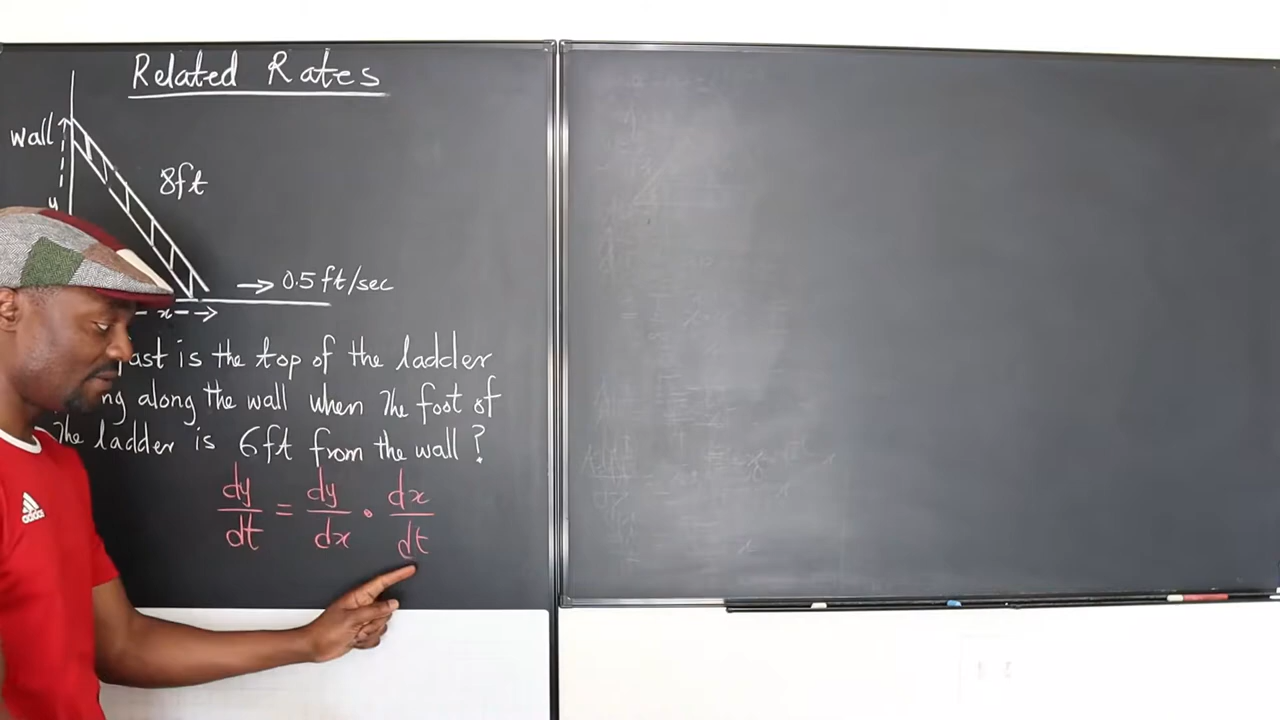 Related Rates
wall
8ft
y
→ 0.5 ft/sec
x
ast is the top of the ladder
ng along the wall when the foot of
the ladder is 6ft from the wall?
dy/dt = dy/dx · dx/dt
adidas